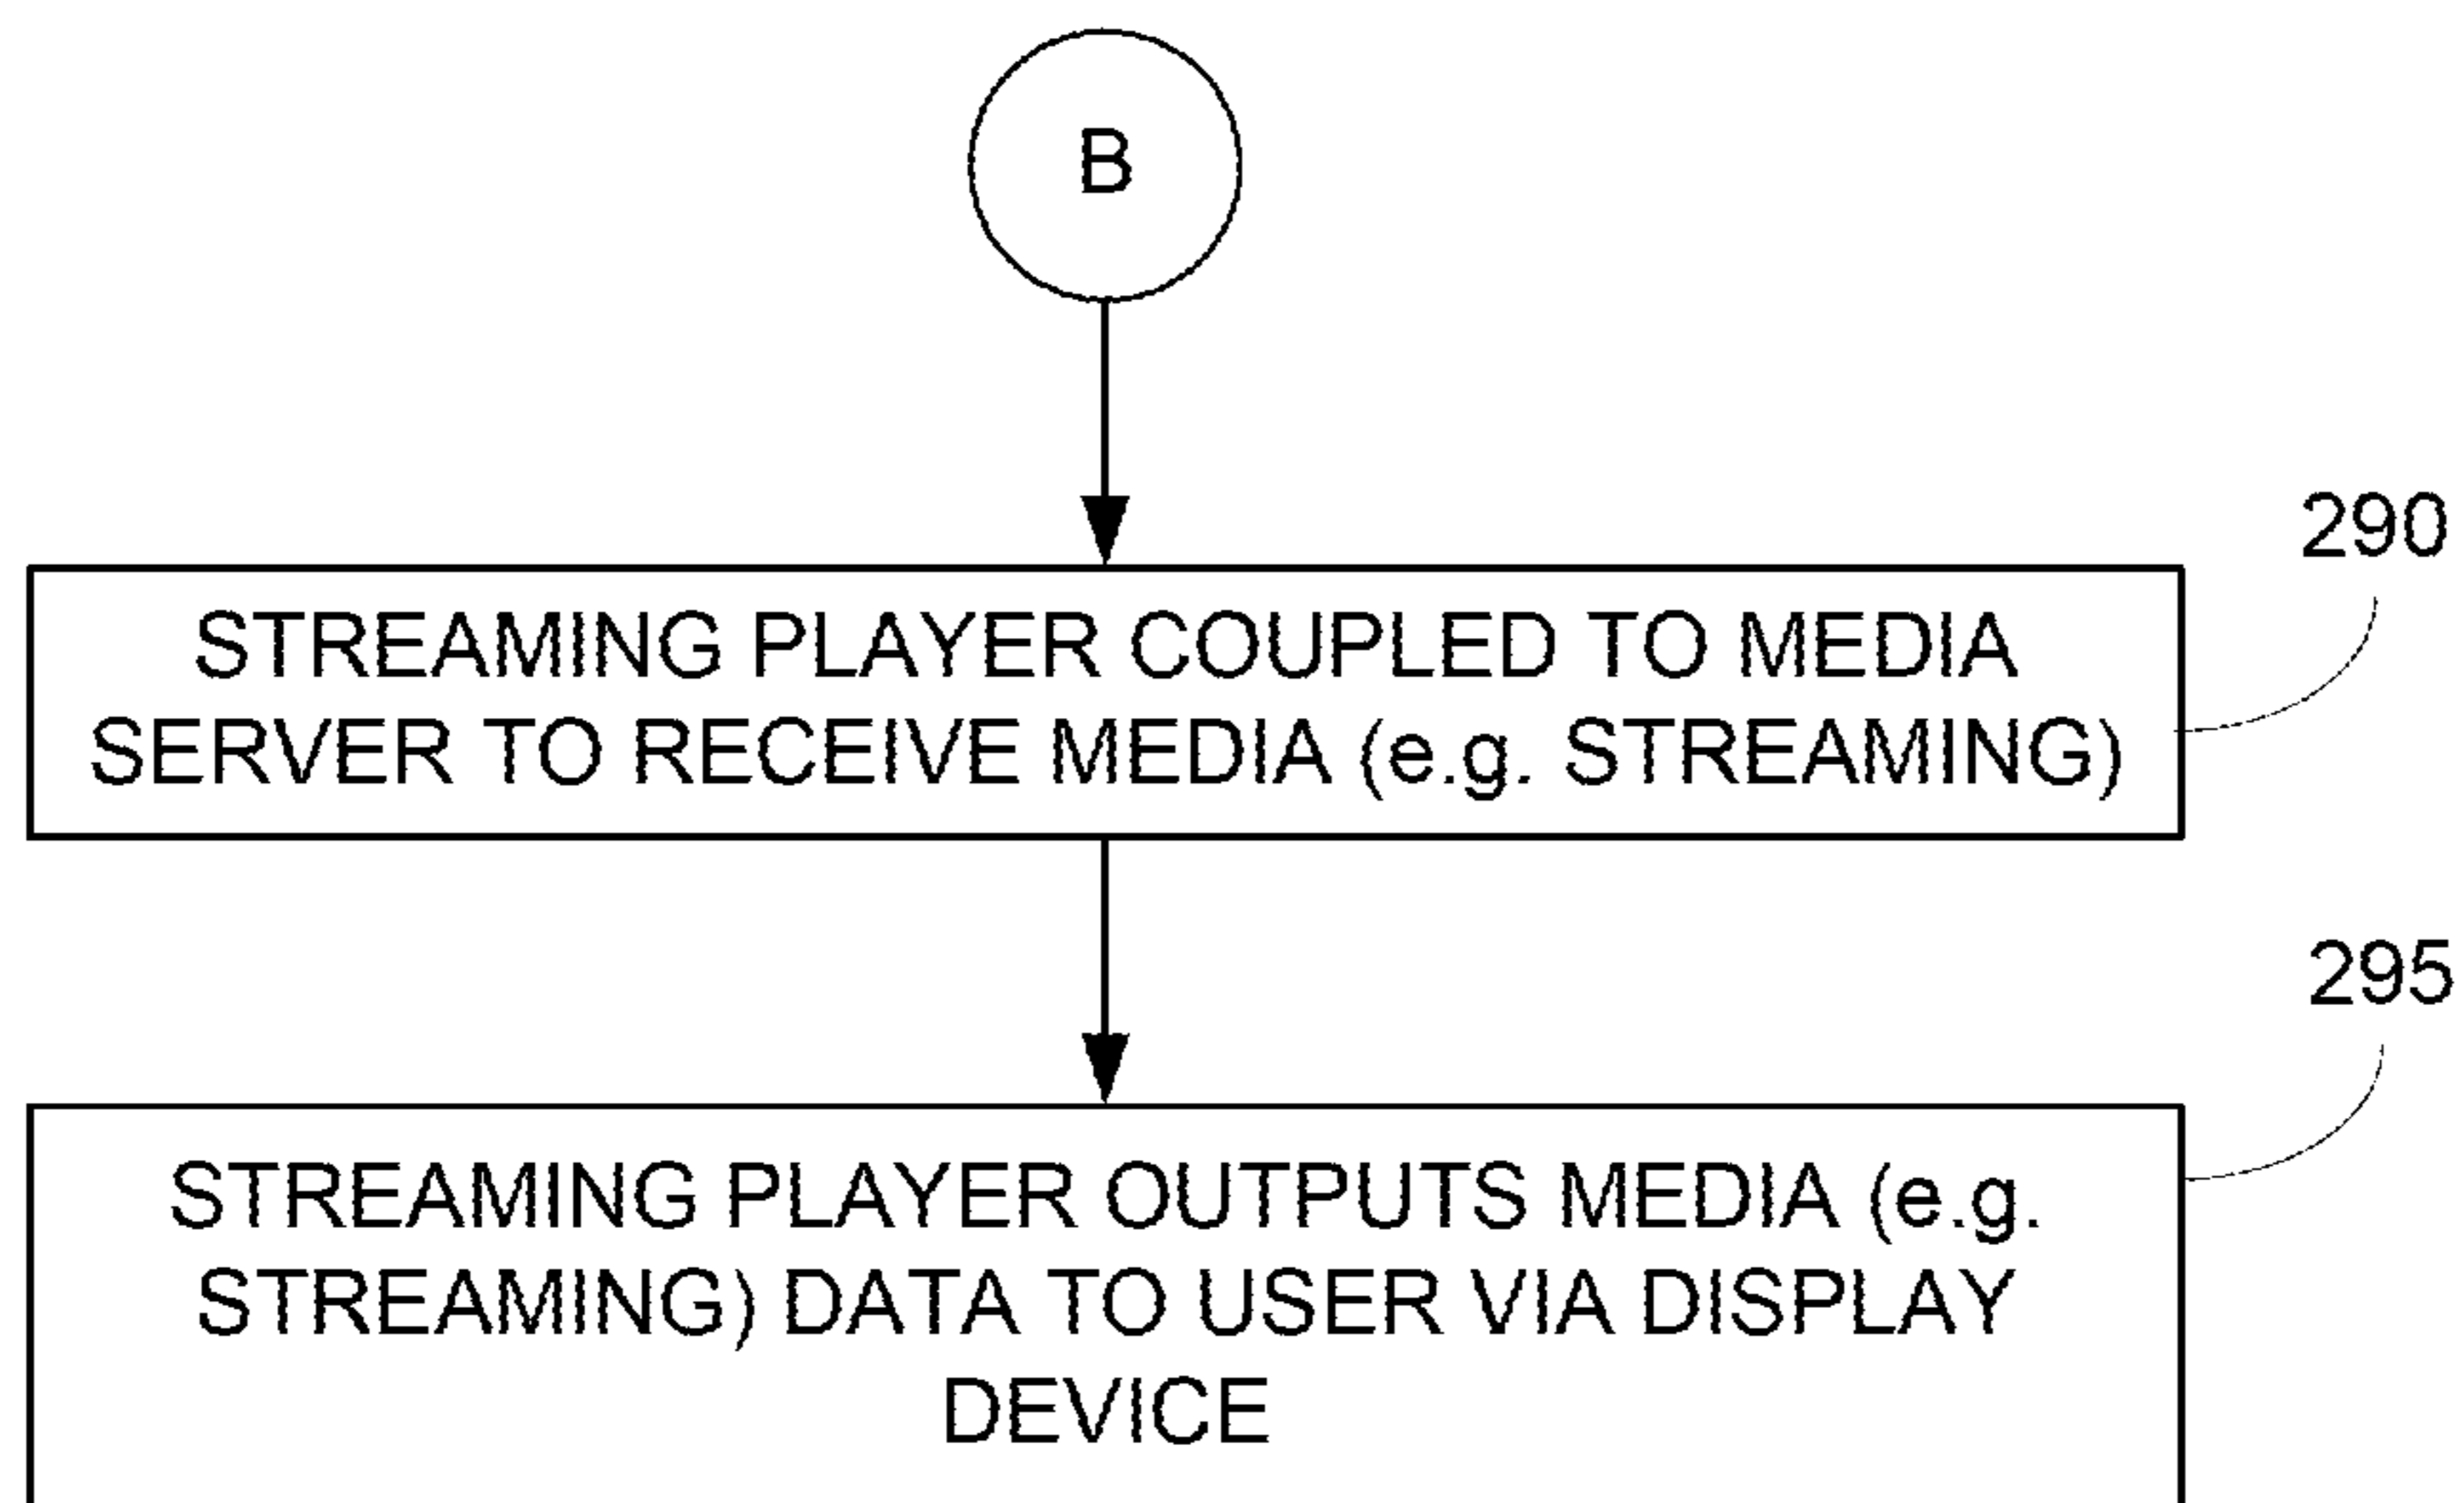 B
290
STREAMING PLAYER COUPLED TO MEDIA
SERVER TO RECEIVE MEDIA (e.g. STREAMING)
295
STREAMING PLAYER OUTPUTS MEDIA (e.g.
STREAMING) DATA TO USER VIA DISPLAY
DEVICE